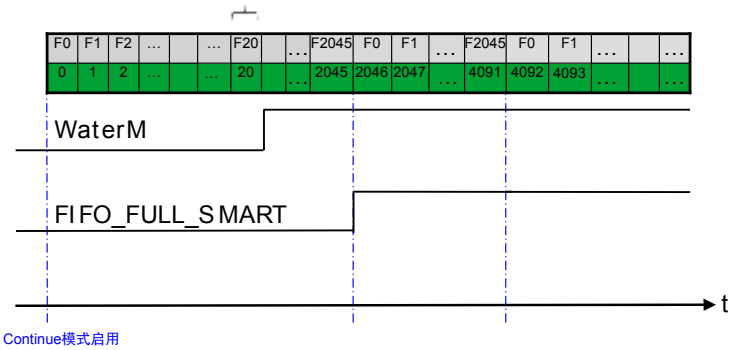 F0 F1 F2 … … F20 … F2045 F0 F1 … F2045 F0 F1 … …
0 1 2 … … 20 … 2045 2046 2047 … 4091 4092 4093 … …
WaterM
FIFO_FULL_SMART
t
Continue模式启用